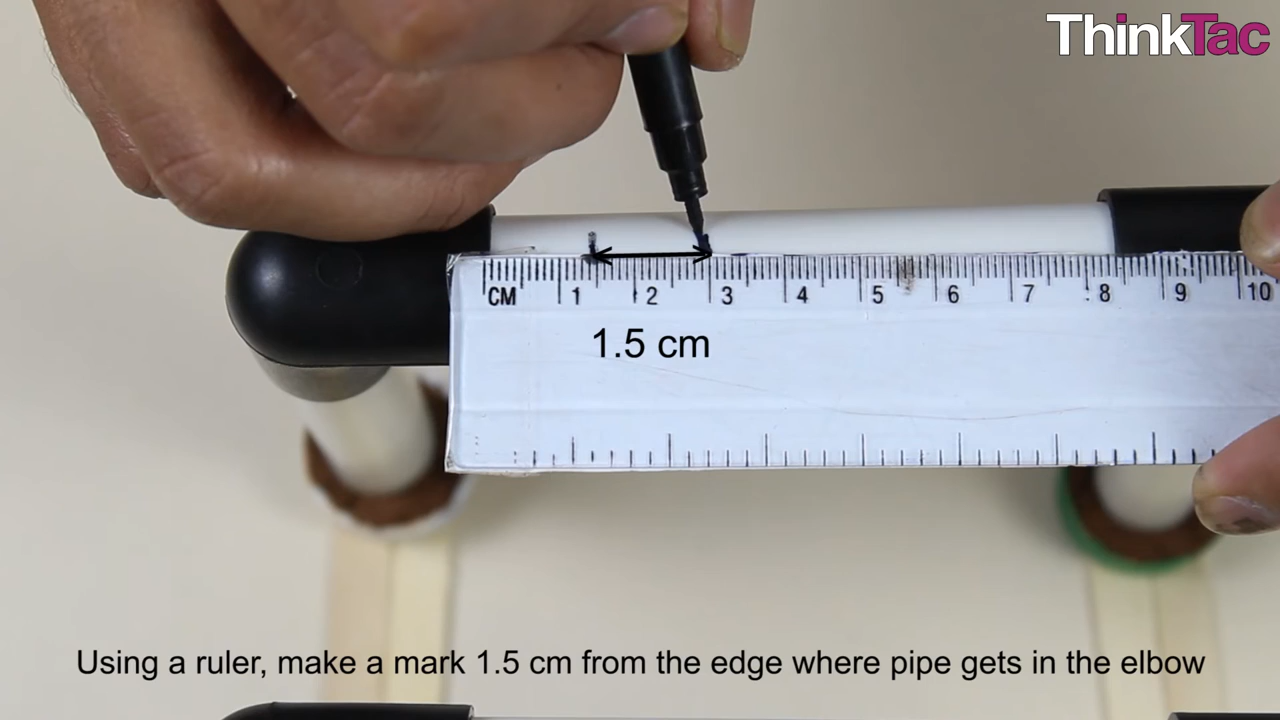 ThinkTac
CM 1 2 3 4 5 6 7 8 9 10
1.5 cm
Using a ruler, make a mark 1.5 cm from the edge where pipe gets in the elbow